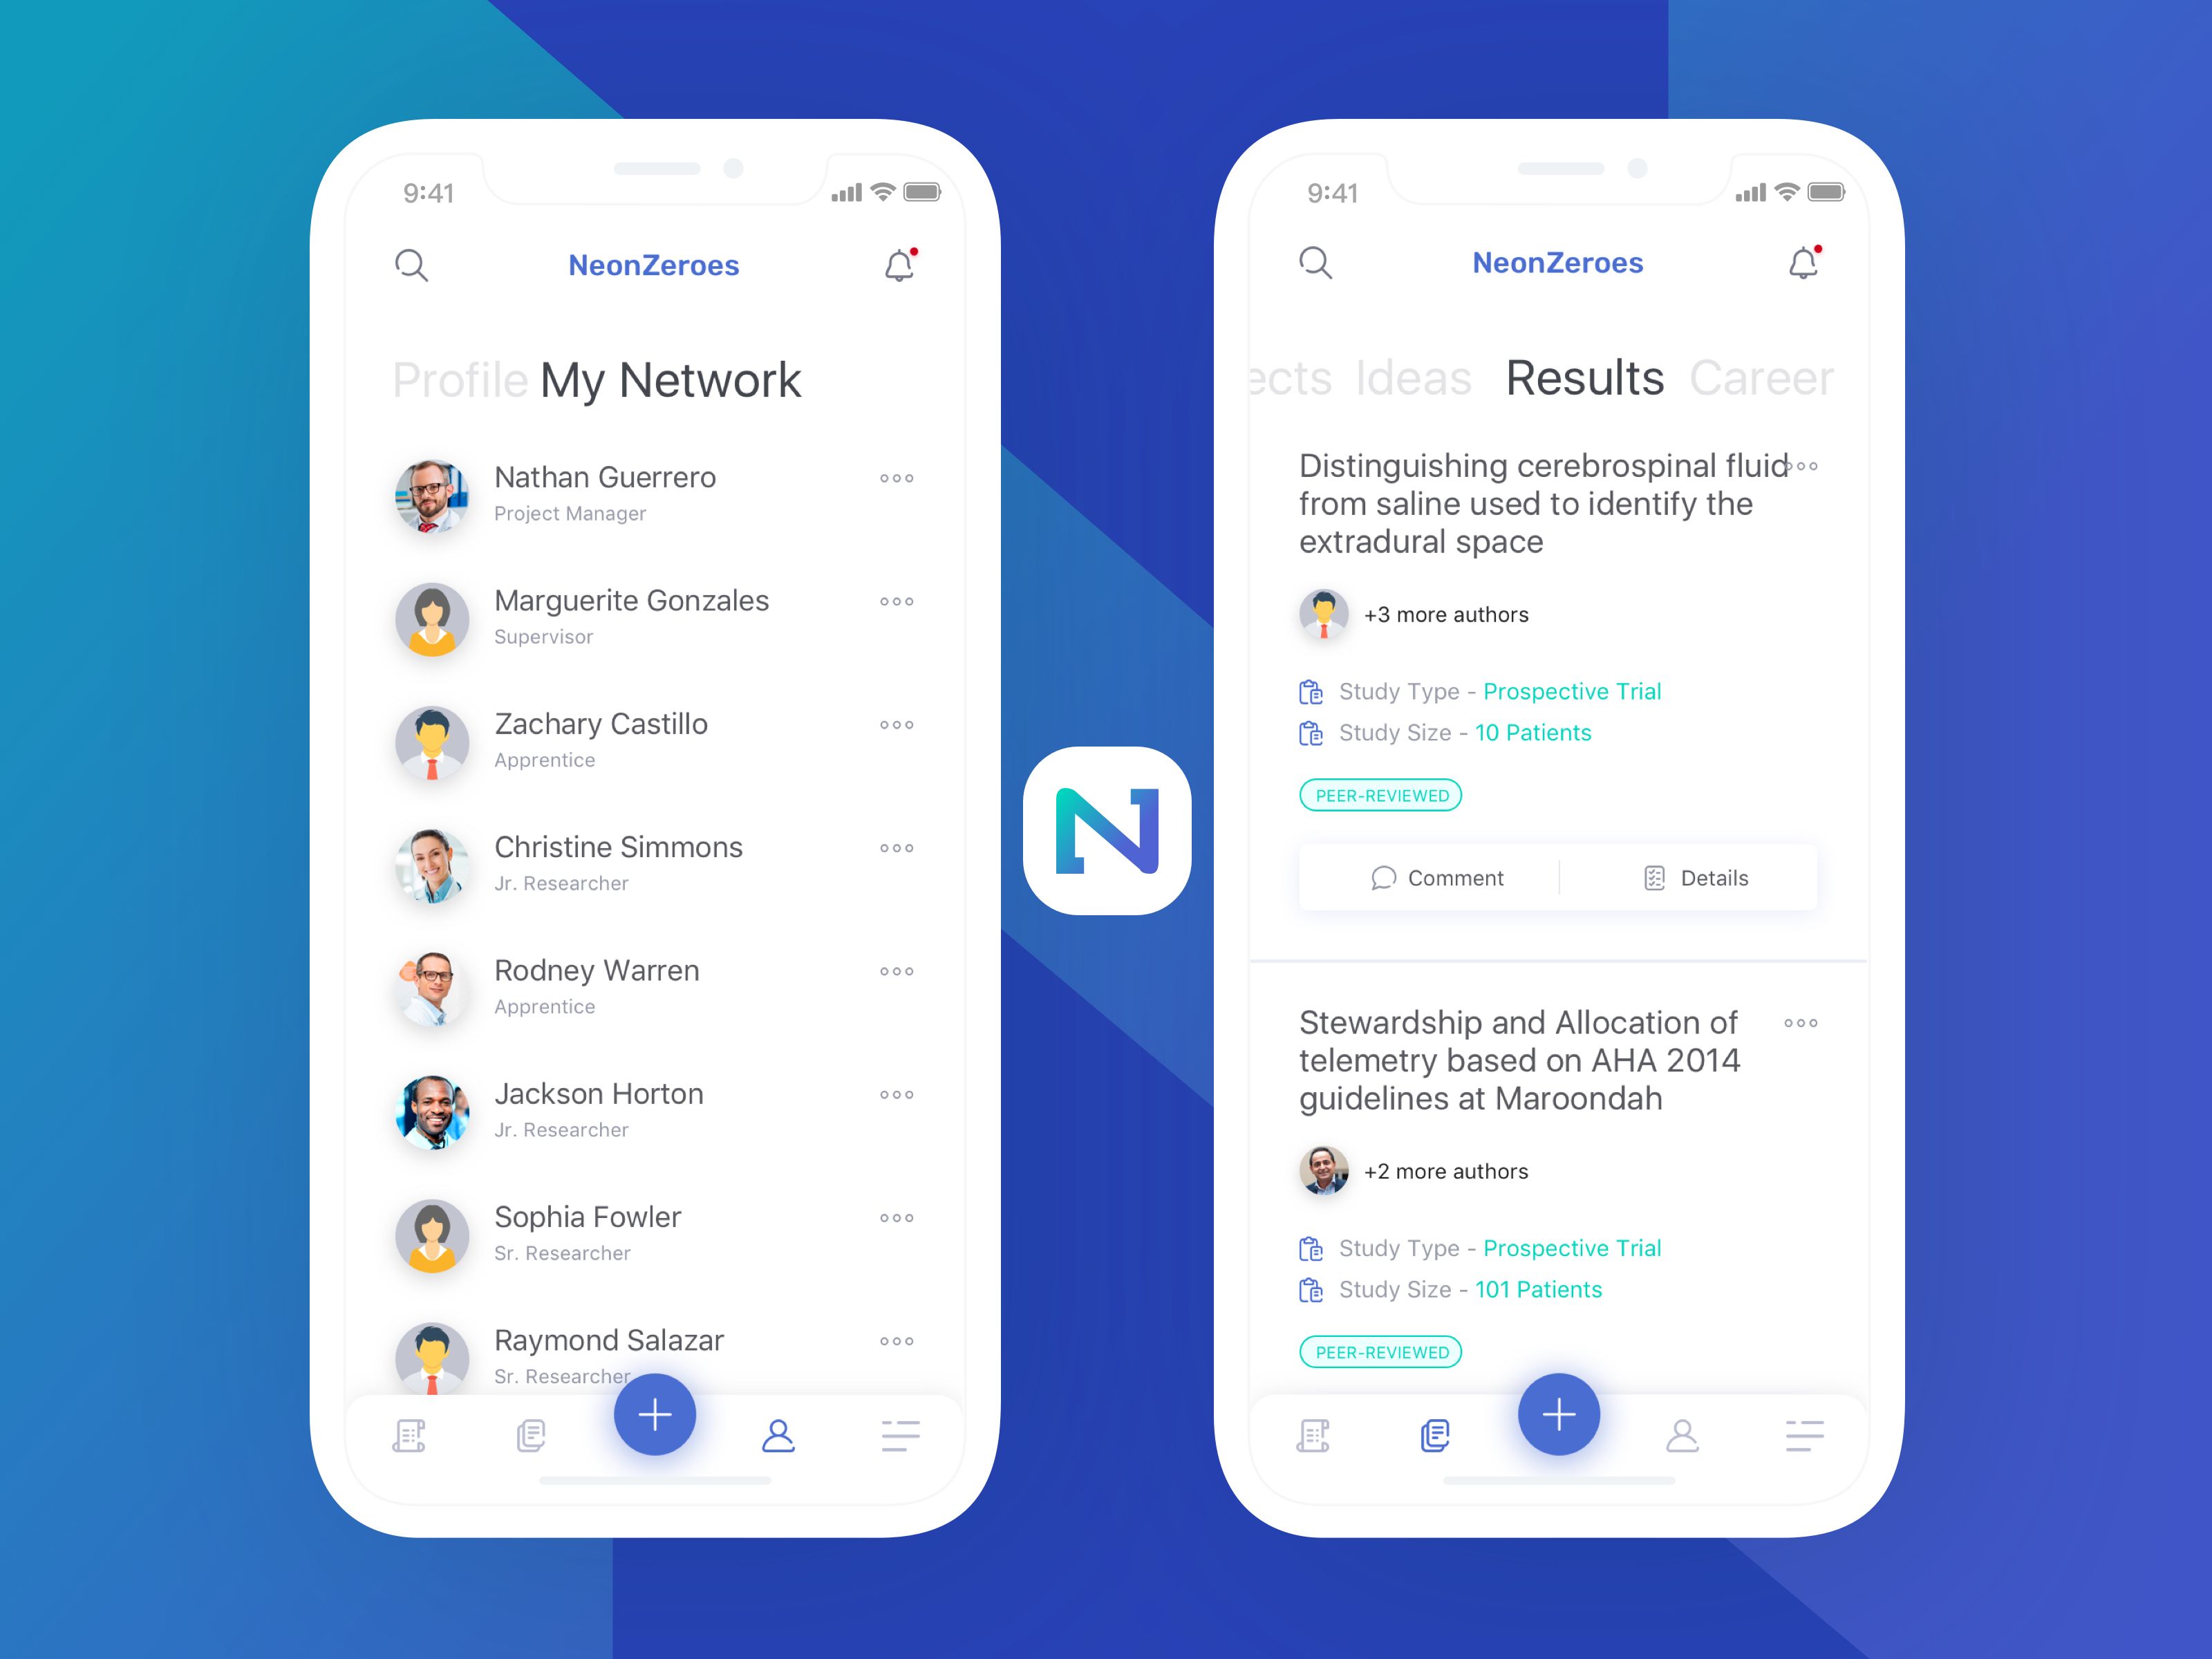 9:41
NeonZeroes
Profile My Network
Nathan Guerrero
Project Manager
Marguerite Gonzales
Supervisor
Zachary Castillo
Apprentice
Christine Simmons
Jr. Researcher
Rodney Warren
Apprentice
Jackson Horton
Jr. Researcher
Sophia Fowler
Sr. Researcher
Raymond Salazar
Sr. Researcher
N
9:41
NeonZeroes
ects Ideas Results Career
Distinguishing cerebrospinal fluid
from saline used to identify the
extradural space
+3 more authors
Study Type - Prospective Trial
Study Size - 10 Patients
PEER-REVIEWED
Comment
Details
Stewardship and Allocation of
telemetry based on AHA 2014
guidelines at Maroondah
+2 more authors
Study Type - Prospective Trial
Study Size - 101 Patients
PEER-REVIEWED